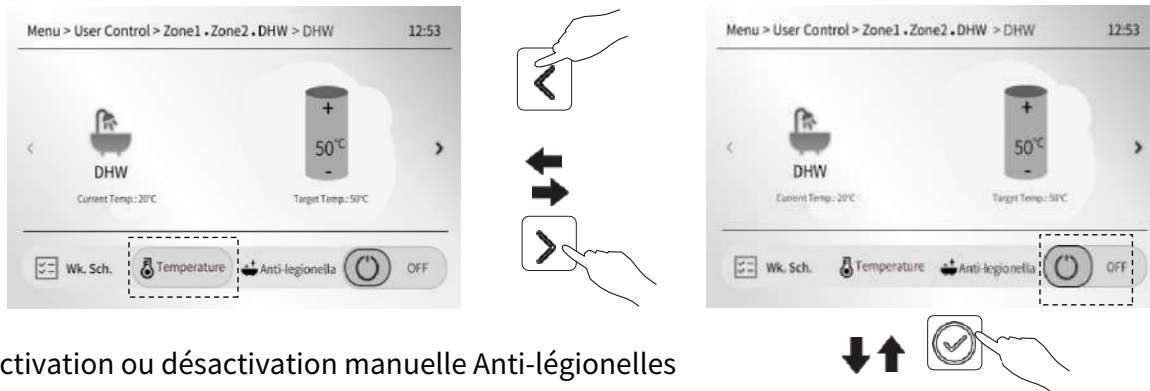 Menu > User Control > Zone1 . Zone2 . DHW > DHW 12:53
+
50℃
-
DHW
Current Temp.: 20℃
Target Temp.: 50℃
Wk. Sch.
Temperature
Anti-legionella
OFF
Menu > User Control > Zone1 . Zone2 . DHW > DHW 12:53
+
50℃
-
DHW
Current Temp.: 20℃
Target Temp.: 50℃
Wk. Sch.
Temperature
Anti-legionella
OFF
ctivation ou désactivation manuelle Anti-légionelles